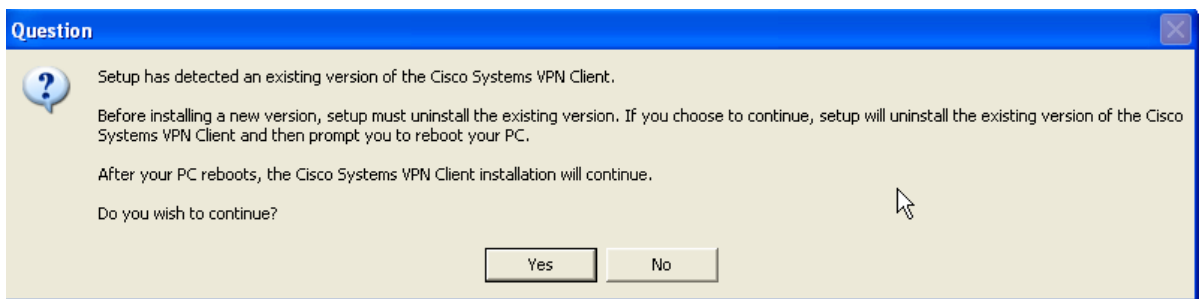 Question
Setup has detected an existing version of the Cisco Systems VPN Client.
Before installing a new version, setup must uninstall the existing version. If you choose to continue, setup will uninstall the existing version of the Cisco
Systems VPN Client and then prompt you to reboot your PC.
After your PC reboots, the Cisco Systems VPN Client installation will continue.
Do you wish to continue?
Yes No